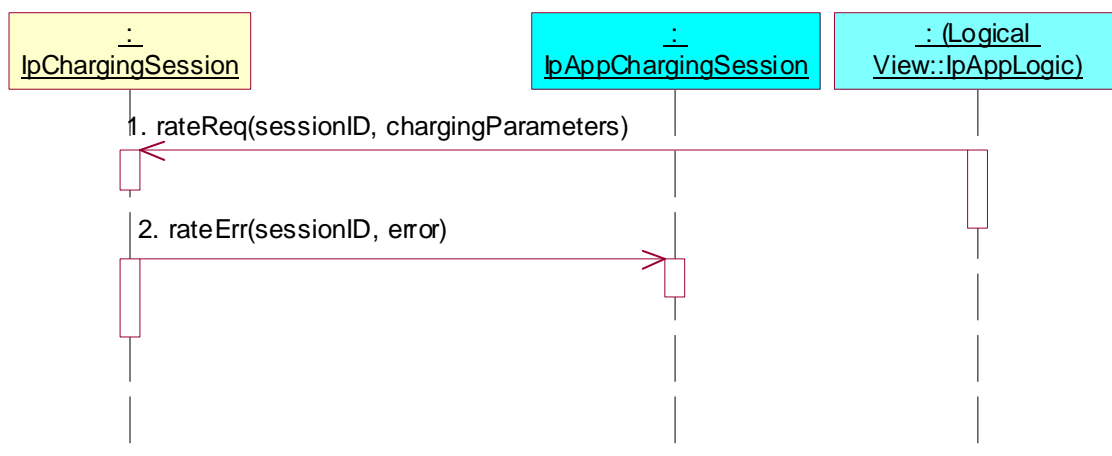 :
IpChargingSession
:
IpAppChargingSession
: (Logical
View::IpAppLogic)
1. rateReq(sessionID, chargingParameters)
2. rateErr(sessionID, error)